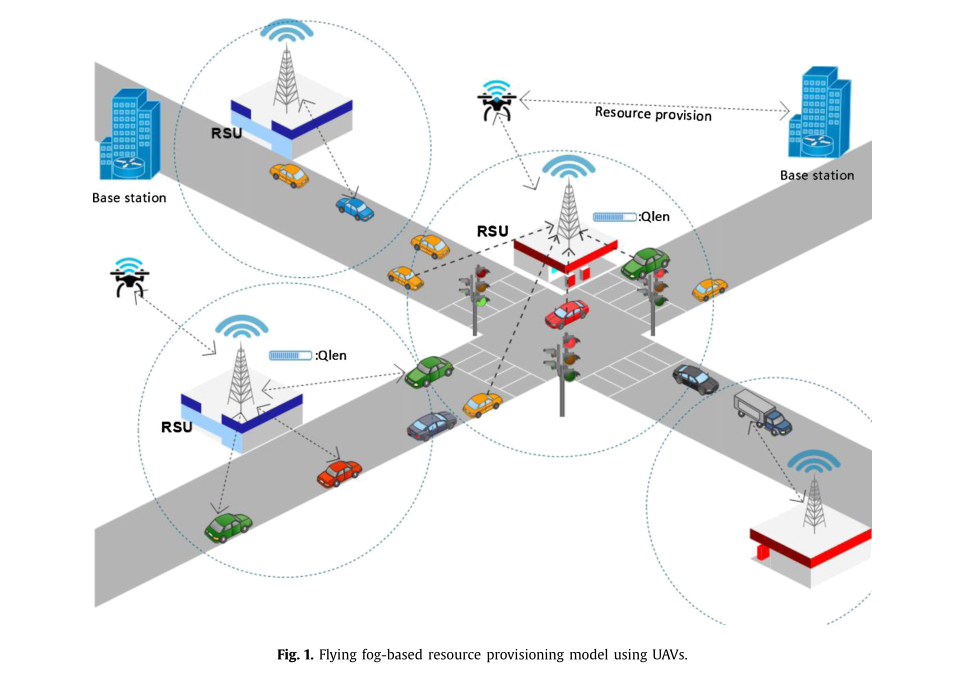 RSU
Base station
Resource provision
Base station
RSU
:Qlen
:Qlen
RSU
Fig. 1. Flying fog-based resource provisioning model using UAVs.